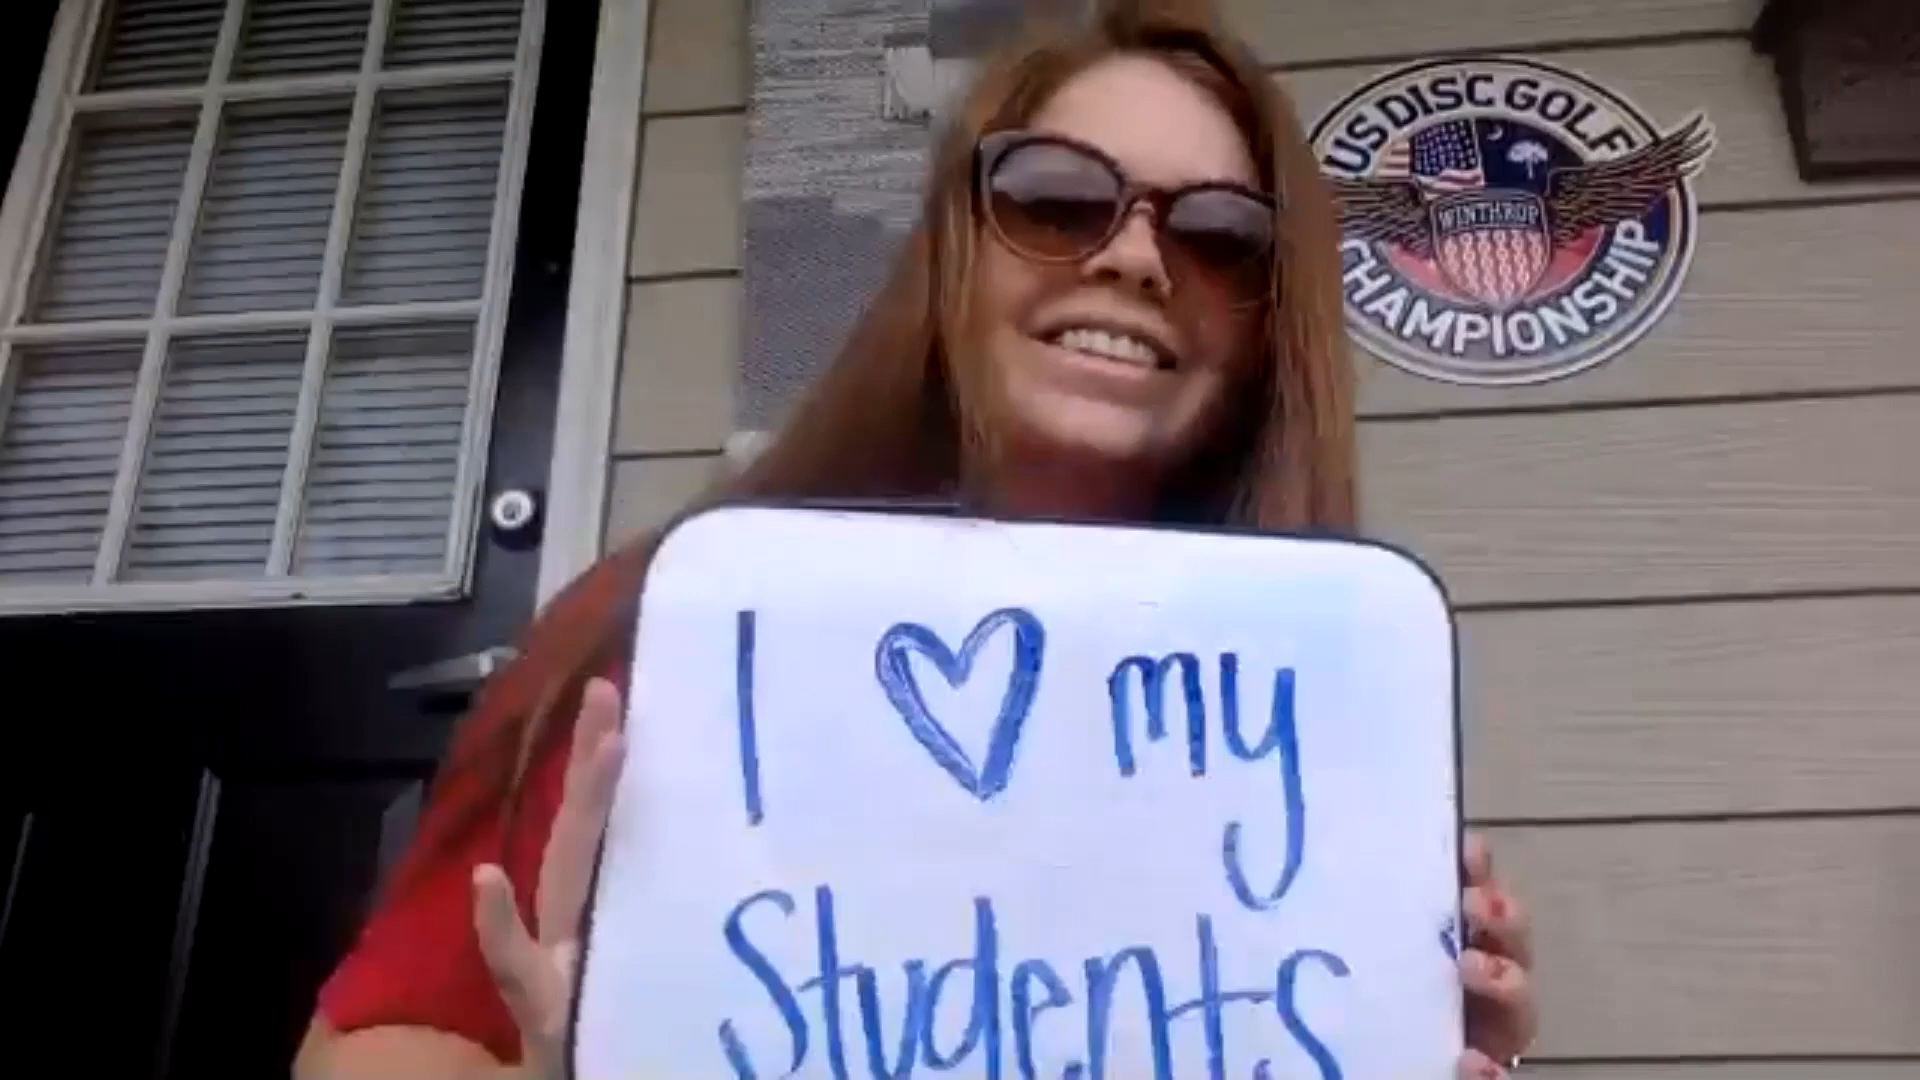 US DISC GOLF
WINTHROP
CHAMPIONSHIP
I ♡ my
Students